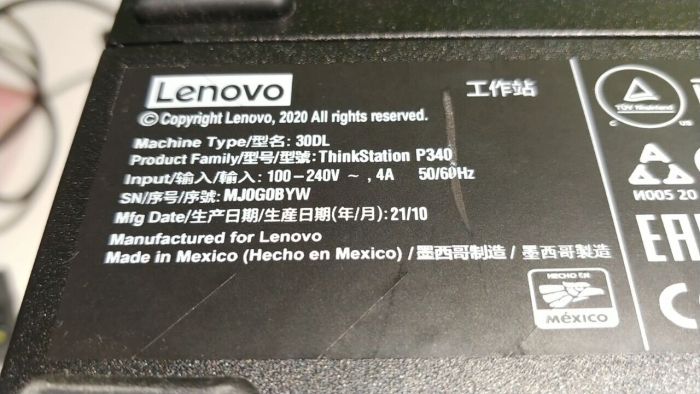 Lenovo
工作站
© Copyright Lenovo, 2020 All rights reserved.
Machine Type/型名: 30DL
Product Family/型号/型號: ThinkStation P340
Input/输入/輸入: 100-240V ~ , 4A 50/60Hz
SN/序号/序號: MJ0G0BYW
Mfg Date/生产日期/生產日期(年/月): 21/10
Manufactured for Lenovo
Made in Mexico (Hecho en Mexico) /墨西哥制造 / 墨西哥製造
HECHO EN
MÉXICO
TÜV Rheinland
C US
И005 20